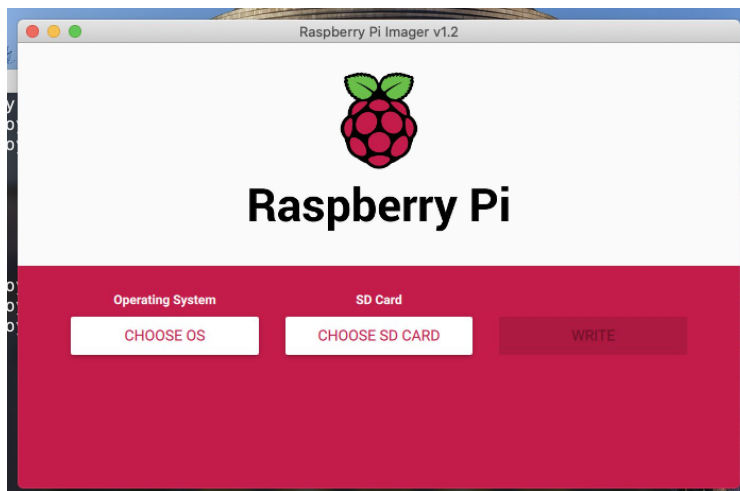 Raspberry Pi Imager v1.2
Raspberry Pi
Operating System
SD Card
CHOOSE OS
CHOOSE SD CARD
WRITE